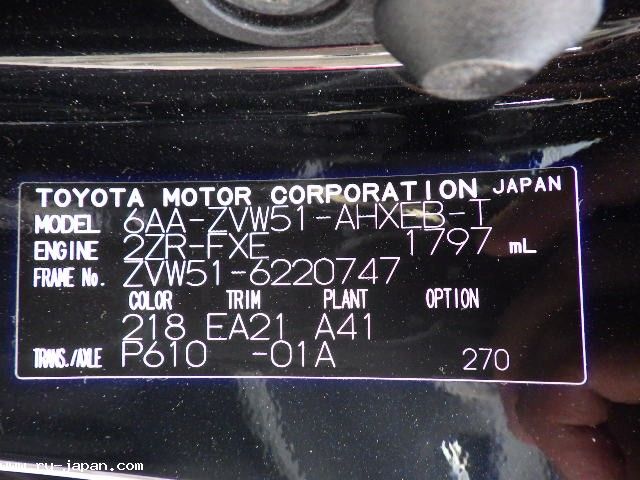 TOYOTA MOTOR CORPORATION JAPAN
MODEL 6AA-ZVW51-AHXEB-T
ENGINE 2ZR-FXE 1797 mL
FRAME No. ZVW51-6220747
COLOR TRIM PLANT OPTION
218 EA21 A41
TRANS./AXLE P610 -01A 270
www.ru-japan.com